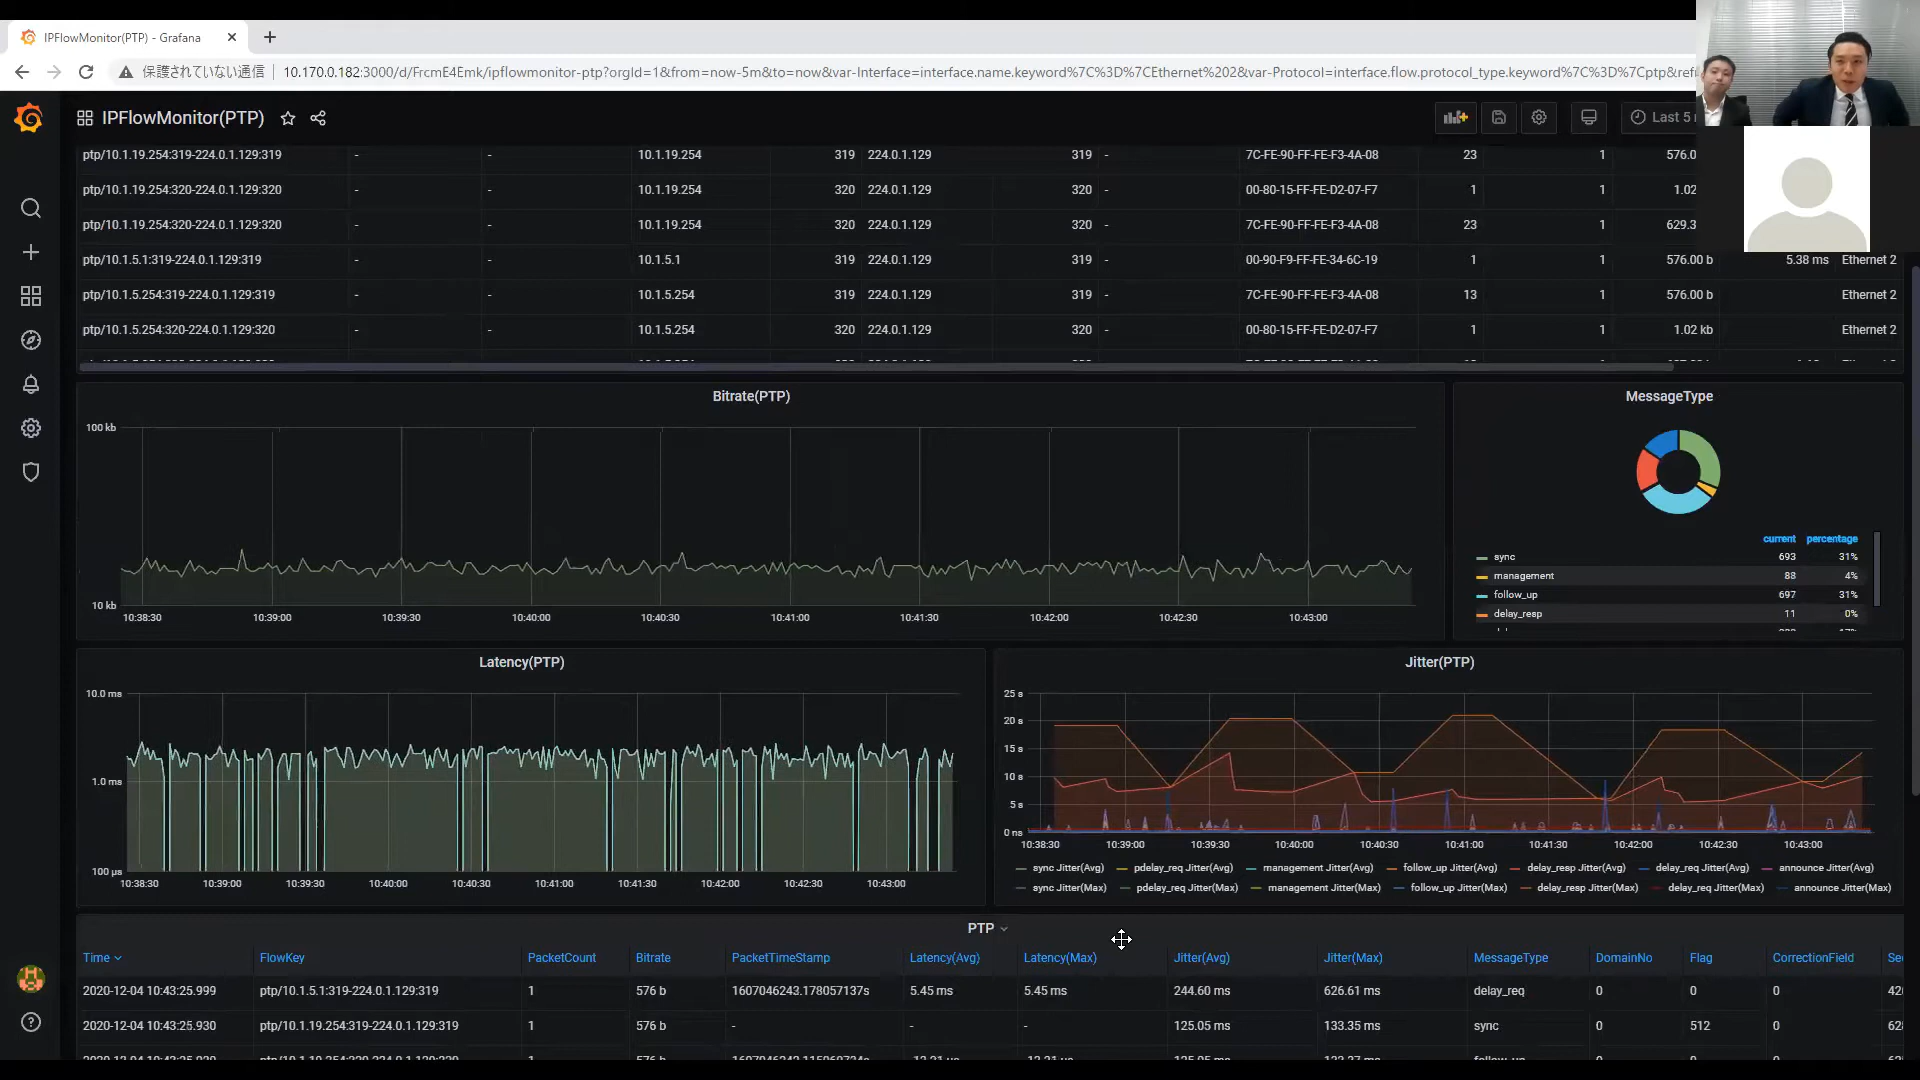 IPFlowMonitor(PTP) - Grafana
保護されていない通信 10.170.0.182:3000/d/FrcmE4Emk/ipflowmonitor-ptp?orgId=1&from=now-5m&to=now&var-Interface=interface.name.keyword%7C%3D%7CEthernet%202&var-Protocol=interface.flow.protocol_type.keyword%7C%3D%7Cptp&ref
IPFlowMonitor(PTP) Last 5
ptp/10.1.19.254:319-224.0.1.129:319 - - 10.1.19.254 319 224.0.1.129 319 - 7C-FE-90-FF-FE-F3-4A-08 23 1 576.0
ptp/10.1.19.254:320-224.0.1.129:320 - - 10.1.19.254 320 224.0.1.129 320 - 00-80-15-FF-FE-D2-07-F7 1 1 1.02
ptp/10.1.19.254:320-224.0.1.129:320 - - 10.1.19.254 320 224.0.1.129 320 - 7C-FE-90-FF-FE-F3-4A-08 23 1 629.3
ptp/10.1.5.1:319-224.0.1.129:319 - - 10.1.5.1 319 224.0.1.129 319 - 00-90-F9-FF-FE-34-6C-19 1 1 576.00 b 5.38 ms Ethernet 2
ptp/10.1.5.254:319-224.0.1.129:319 - - 10.1.5.254 319 224.0.1.129 319 - 7C-FE-90-FF-FE-F3-4A-08 13 1 576.00 b Ethernet 2
ptp/10.1.5.254:320-224.0.1.129:320 - - 10.1.5.254 320 224.0.1.129 320 - 00-80-15-FF-FE-D2-07-F7 1 1 1.02 kb Ethernet 2
Bitrate(PTP)
100 kb
10 kb
10:38:30 10:39:00 10:39:30 10:40:00 10:40:30 10:41:00 10:41:30 10:42:00 10:42:30 10:43:00
MessageType
current percentage
sync 693 31%
management 88 4%
follow_up 697 31%
delay_resp 11 0%
Latency(PTP)
10.0 ms
1.0 ms
100 µs
10:38:30 10:39:00 10:39:30 10:40:00 10:40:30 10:41:00 10:41:30 10:42:00 10:42:30 10:43:00
Jitter(PTP)
25 s
20 s
15 s
10 s
5 s
0 ns
10:38:30 10:39:00 10:39:30 10:40:00 10:40:30 10:41:00 10:41:30 10:42:00 10:42:30 10:43:00
sync Jitter(Avg) pdelay_req Jitter(Avg) management Jitter(Avg) follow_up Jitter(Avg) delay_resp Jitter(Avg) delay_req Jitter(Avg) announce Jitter(Avg)
sync Jitter(Max) pdelay_req Jitter(Max) management Jitter(Max) follow_up Jitter(Max) delay_resp Jitter(Max) delay_req Jitter(Max) announce Jitter(Max)
PTP
Time FlowKey PacketCount Bitrate PacketTimeStamp Latency(Avg) Latency(Max) Jitter(Avg) Jitter(Max) MessageType DomainNo Flag CorrectionField Se
2020-12-04 10:43:25.999 ptp/10.1.5.1:319-224.0.1.129:319 1 576 b 1607046243.178057137s 5.45 ms 5.45 ms 244.60 ms 626.61 ms delay_req 0 0 0 42
2020-12-04 10:43:25.930 ptp/10.1.19.254:319-224.0.1.129:319 1 576 b - - - 125.05 ms 133.35 ms sync 0 512 0 62